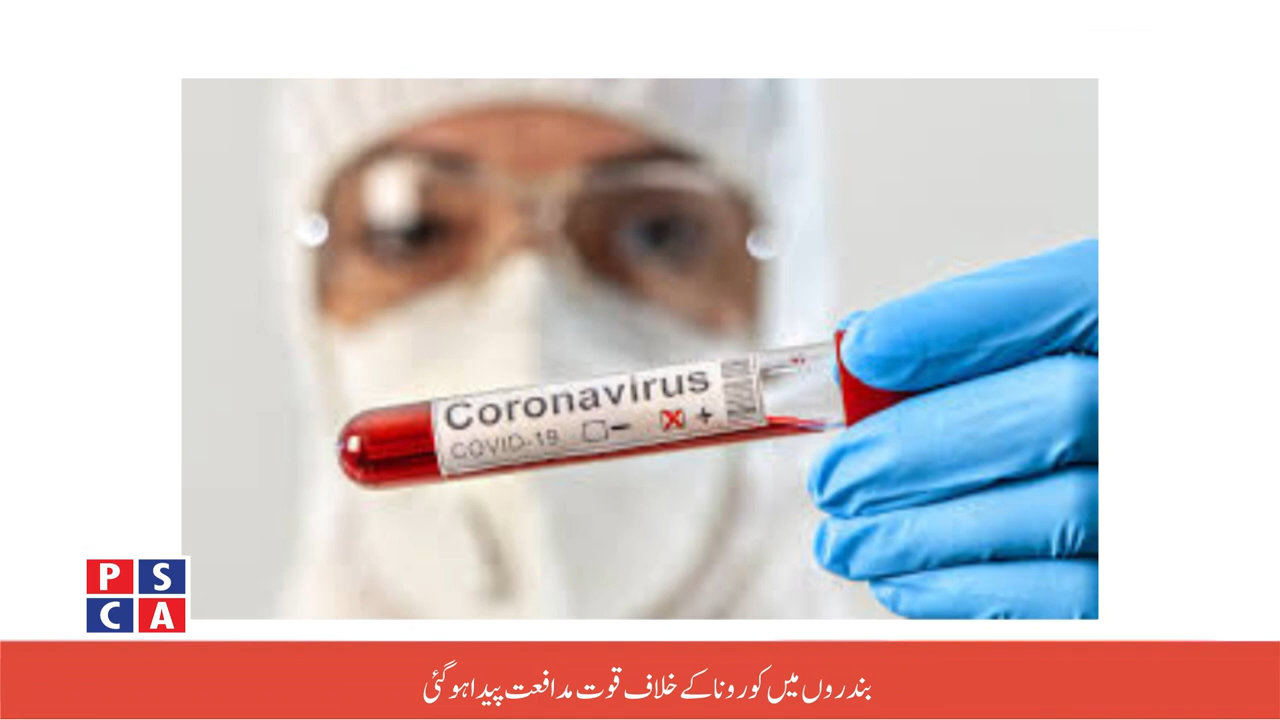 Coronavirus
COVID-19 □− ☒+
P S
C A
بندروں میں کورونا کے خلاف قوت مدافعت پیدا ہو گئی